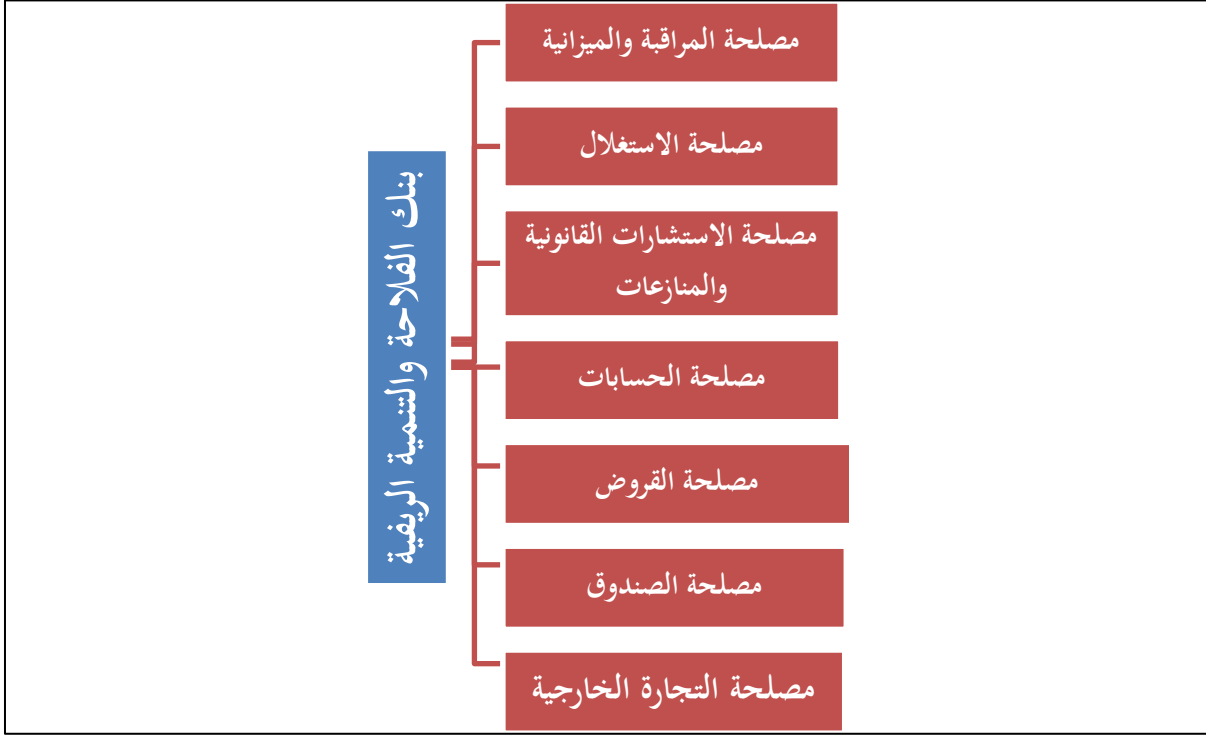 بنك الفلاحة والتنمية الريفية
مصلحة المراقبة والميزانية
مصلحة الاستغلال
مصلحة الاستشارات القانونية
والمنازعات
مصلحة الحسابات
مصلحة القروض
مصلحة الصندوق
مصلحة التجارة الخارجية